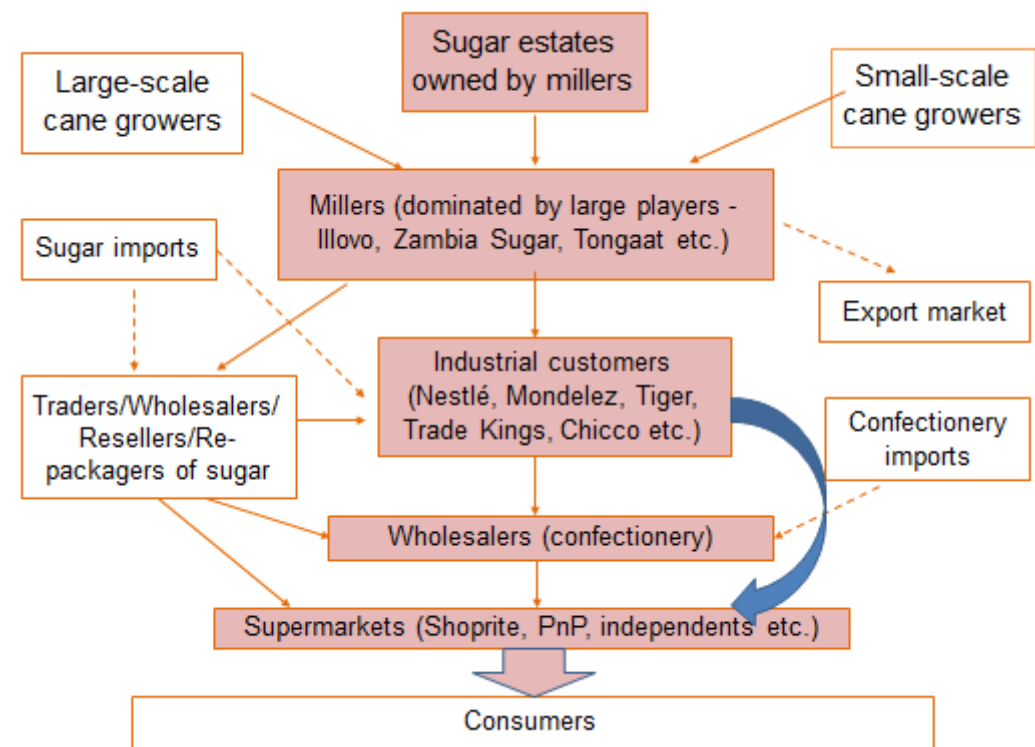 Sugar estates
owned by millers
Large-scale
cane growers
Small-scale
cane growers
Millers (dominated by large players -
Illovo, Zambia Sugar, Tongaat etc.)
Sugar imports
Export market
Industrial customers
(Nestlé, Mondelez, Tiger,
Trade Kings, Chicco etc.)
Traders/Wholesalers/
Resellers/Re-
packagers of sugar
Confectionery
imports
Wholesalers (confectionery)
Supermarkets (Shoprite, PnP, independents etc.)
Consumers